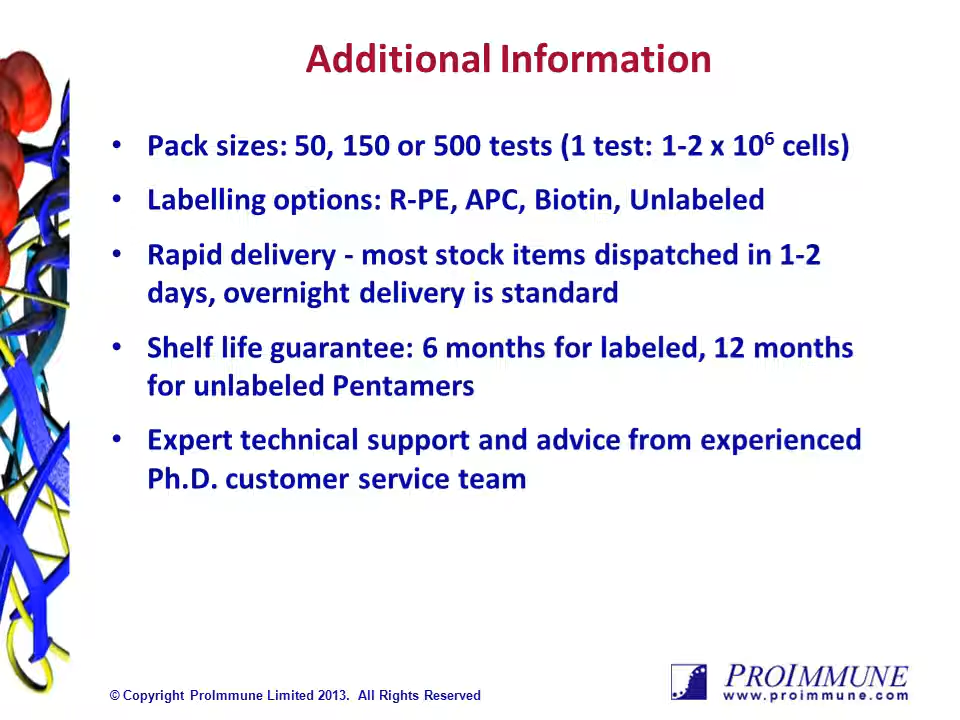 Additional Information
• Pack sizes: 50, 150 or 500 tests (1 test: 1-2 x 10⁶ cells)
• Labelling options: R-PE, APC, Biotin, Unlabeled
• Rapid delivery - most stock items dispatched in 1-2
days, overnight delivery is standard
• Shelf life guarantee: 6 months for labeled, 12 months
for unlabeled Pentamers
• Expert technical support and advice from experienced
Ph.D. customer service team
© Copyright ProImmune Limited 2013. All Rights Reserved
PROIMMUNE
www.proimmune.com